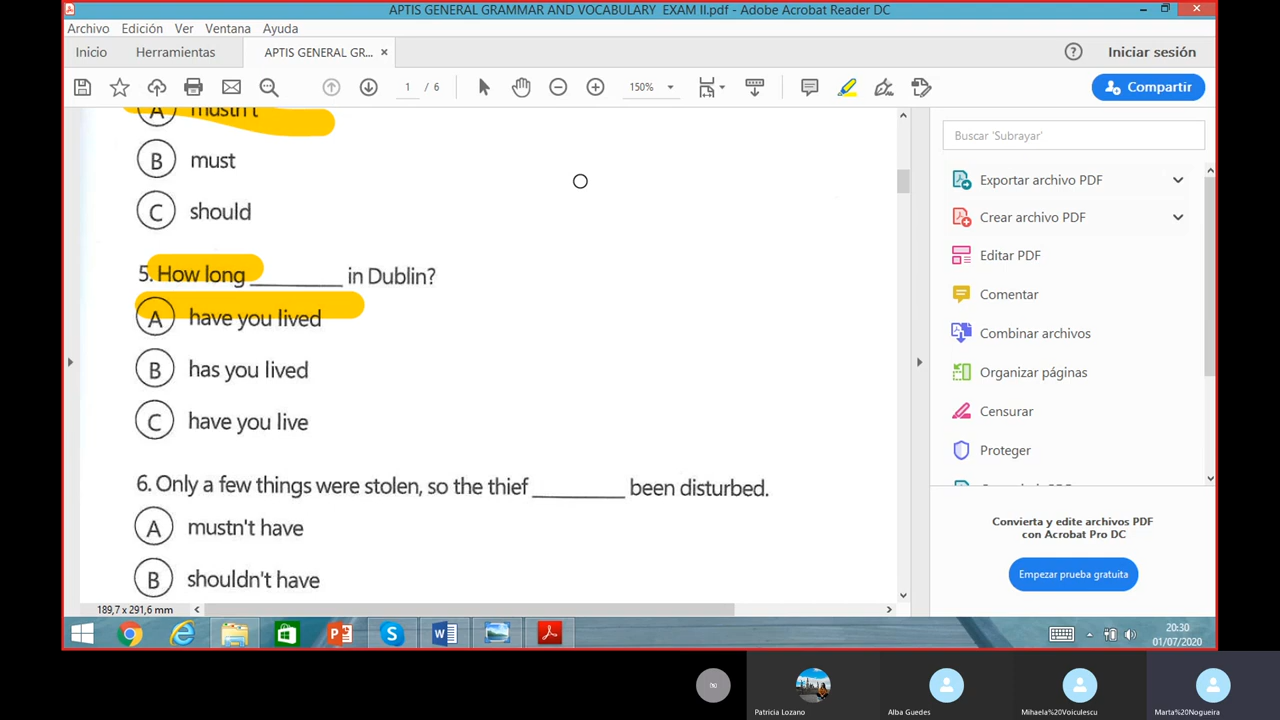 APTIS GENERAL GRAMMAR AND VOCABULARY EXAM II.pdf - Adobe Acrobat Reader DC
Archivo Edición Ver Ventana Ayuda
Inicio Herramientas APTIS GENERAL GR... × Iniciar sesión
1 / 6 150% Compartir
A mustn't
B must
C should
5. How long ________ in Dublin?
A have you lived
B has you lived
C have you live
6. Only a few things were stolen, so the thief ________ been disturbed.
A mustn't have
B shouldn't have
189,7 x 291,6 mm
Buscar 'Subrayar'
Exportar archivo PDF
Crear archivo PDF
Editar PDF
Comentar
Combinar archivos
Organizar páginas
Censurar
Proteger
Convierta y edite archivos PDF
con Acrobat Pro DC
Empezar prueba gratuita
20:30
01/07/2020
Patricia Lozano Alba Guedes Mihaela%20Voiculescu Marta%20Nogueira